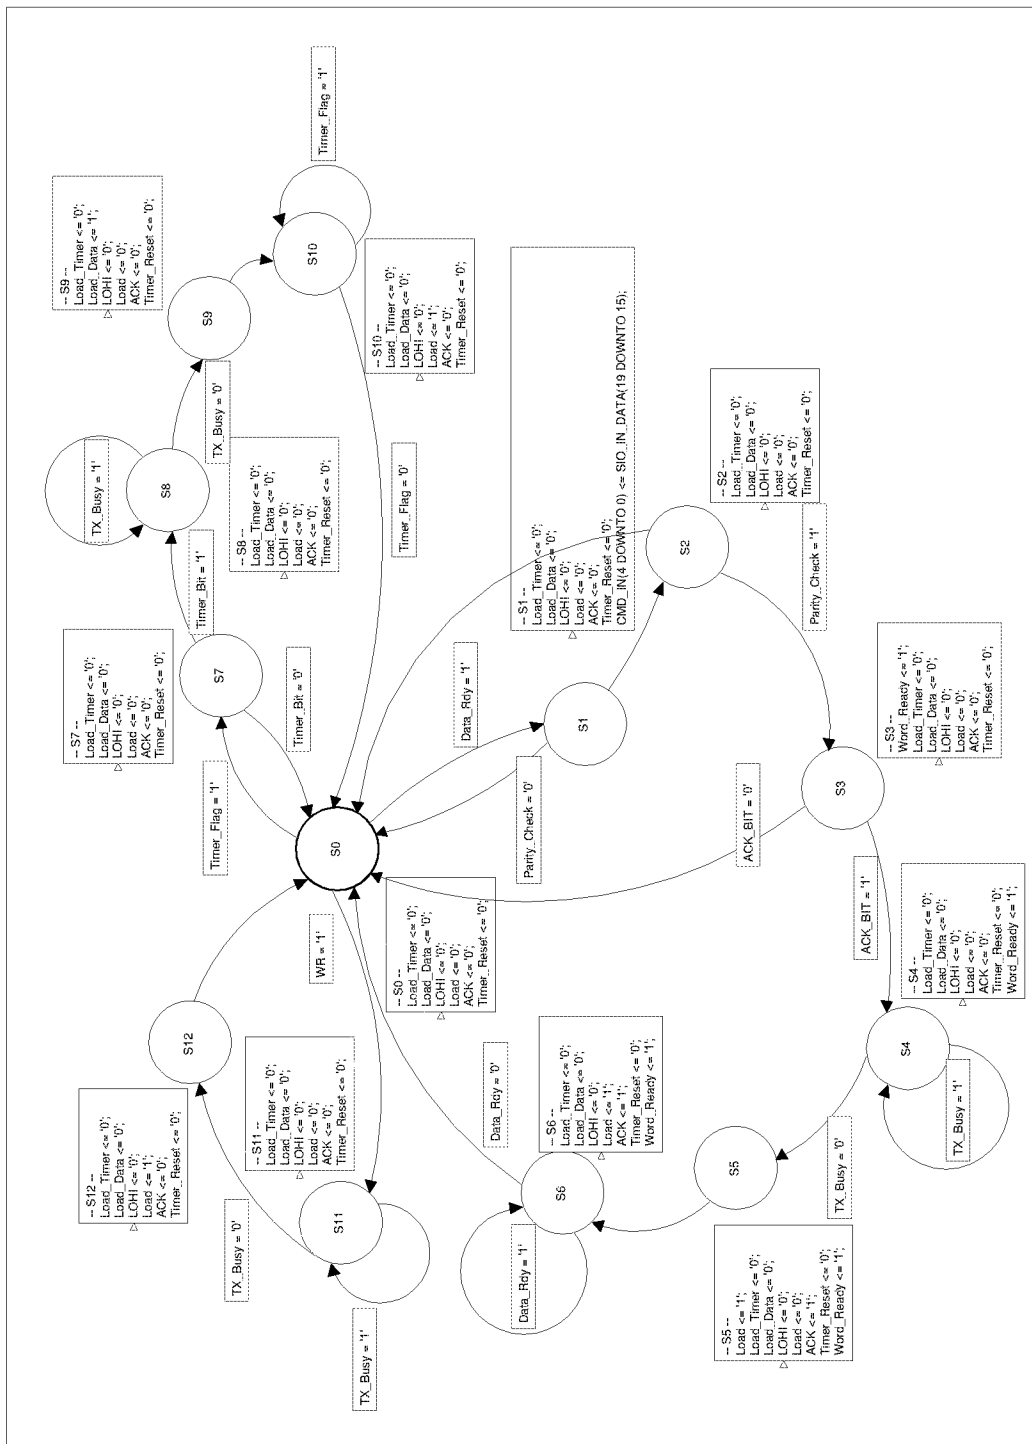 -- S9 --
Load_Timer <= '0';
Load_Data <= '1';
LOHI <= '0';
Load <= '0';
ACK <= '0';
Timer_Reset <= '0';
Timer_Flag = '1'
S10
-- S10 --
Load_Timer <= '0';
Load_Data <= '0';
LOHI <= '0';
Load <= '1';
ACK <= '0';
Timer_Reset <= '0';
S9
TX_Busy = '0'
TX_Busy = '1'
S8
-- S8 --
Load_Timer <= '0';
Load_Data <= '0';
LOHI <= '0';
Load <= '0';
ACK <= '0';
Timer_Reset <= '0';
Timer_Flag = '0'
Timer_Bit = '1'
-- S7 --
Load_Timer <= '0';
Load_Data <= '0';
LOHI <= '0';
Load <= '0';
ACK <= '0';
Timer_Reset <= '0';
S7
Timer_Bit = '0'
Timer_Flag = '1'
-- S1 --
Load_Timer <= '0';
Load_Data <= '0';
LOHI <= '0';
Load <= '0';
ACK <= '0';
Timer_Reset <= '0';
CMD_IN(4 DOWNTO 0) <= SIO_IN_DATA(19 DOWNTO 15);
-- S2 --
Load_Timer <= '0';
Load_Data <= '0';
LOHI <= '0';
Load <= '0';
ACK <= '0';
Timer_Reset <= '0';
S2
Parity_Check = '1'
Data_Rdy = '1'
S1
Parity_Check = '0'
S0
-- S3 --
Word_Ready <= '1';
Load_Timer <= '0';
Load_Data <= '0';
LOHI <= '0';
Load <= '0';
ACK <= '0';
Timer_Reset <= '0';
S3
ACK_BIT = '0'
ACK_BIT = '1'
WR = '1'
-- S0 --
Load_Timer <= '0';
Load_Data <= '0';
LOHI <= '0';
Load <= '0';
ACK <= '0';
Timer_Reset <= '0';
-- S4 --
Load_Timer <= '0';
Load_Data <= '0';
LOHI <= '0';
Load <= '0';
ACK <= '0';
Timer_Reset <= '0';
Word_Ready <= '1';
S12
S4
TX_Busy = '1'
-- S12 --
Load_Timer <= '0';
Load_Data <= '0';
LOHI <= '0';
Load <= '1';
ACK <= '0';
Timer_Reset <= '0';
-- S11 --
Load_Timer <= '0';
Load_Data <= '0';
LOHI <= '0';
Load <= '0';
ACK <= '0';
Timer_Reset <= '0';
Data_Rdy = '0'
-- S6 --
Load_Timer <= '0';
Load_Data <= '0';
LOHI <= '0';
Load <= '1';
ACK <= '1';
Timer_Reset <= '0';
Word_Ready <= '1';
S5
TX_Busy = '0'
S6
S11
TX_Busy = '0'
Data_Rdy = '1'
TX_Busy = '1'
-- S5 --
Load <= '1';
Load_Timer <= '0';
Load_Data <= '0';
LOHI <= '0';
Load <= '0';
ACK <= '1';
Timer_Reset <= '0';
Word_Ready <= '1';